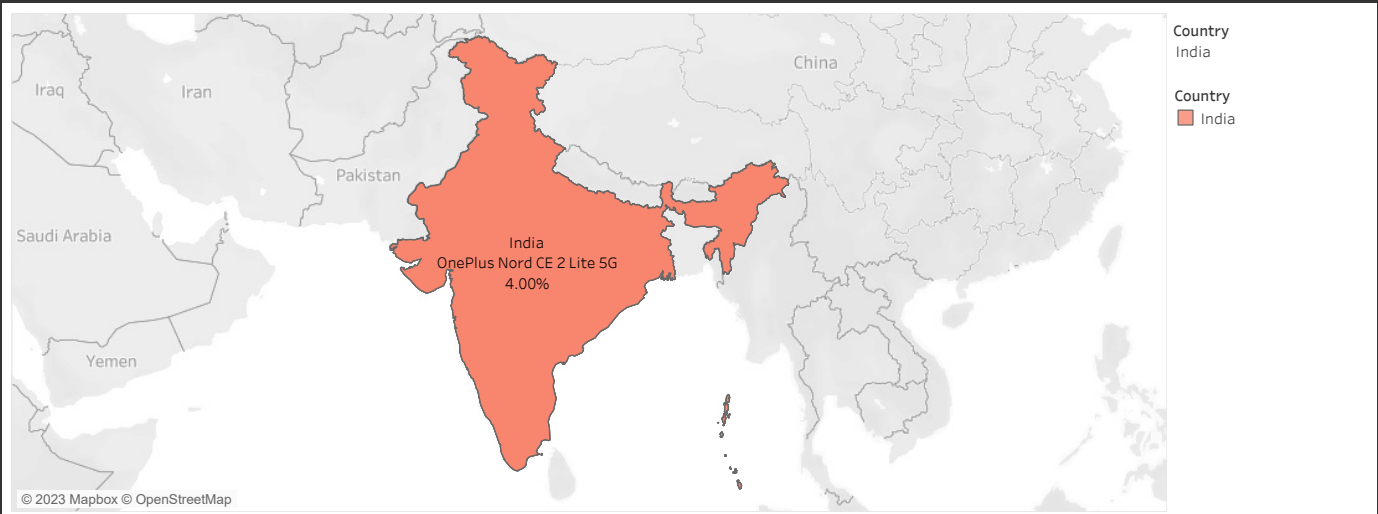 China
Iraq
Iran
Pakistan
Saudi Arabia
India
OnePlus Nord CE 2 Lite 5G
4.00%
Yemen
© 2023 Mapbox © OpenStreetMap
Country
India
Country
India